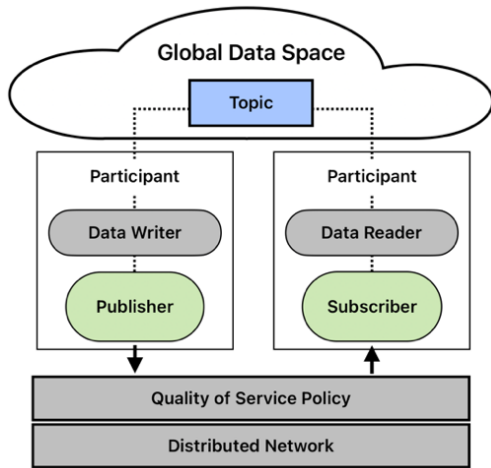 Global Data Space
Topic
Participant
Participant
Data Writer
Data Reader
Publisher
Subscriber
Quality of Service Policy
Distributed Network